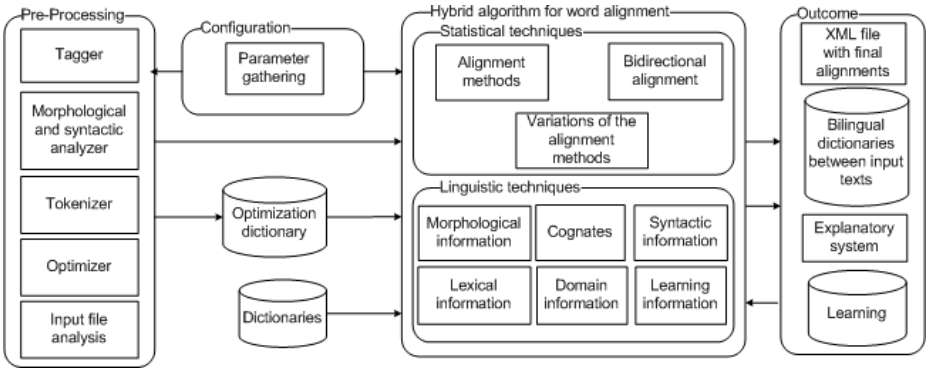 Pre-Processing
Tagger
Morphological
and syntactic
analyzer
Tokenizer
Optimizer
Input file
analysis
Configuration
Parameter
gathering
Optimization
dictionary
Dictionaries
Hybrid algorithm for word alignment
Statistical techniques
Alignment
methods
Bidirectional
alignment
Variations of the
alignment
methods
Linguistic techniques
Morphological
information
Cognates
Syntactic
information
Lexical
information
Domain
information
Learning
information
Outcome
XML file
with final
alignments
Bilingual
dictionaries
between input
texts
Explanatory
system
Learning